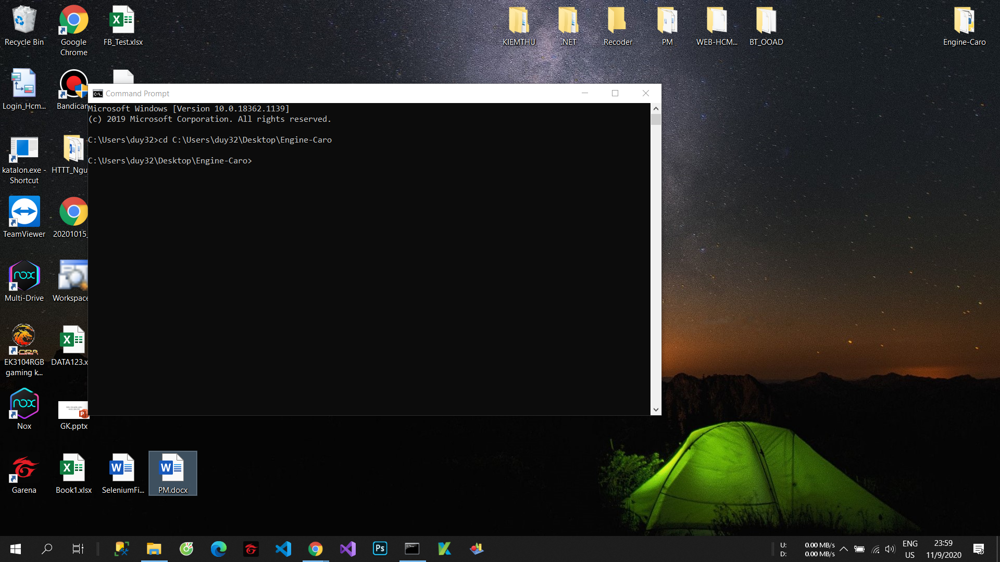 Recycle Bin
Google
Chrome
FB_Test.xlsx
KIEMTHU
.NET
Recoder
PM
WEB-HCM...
BT_OOAD
Engine-Caro
Login_Hcm...
Bandicam
Command Prompt
Microsoft Windows [Version 10.0.18362.1139]
(c) 2019 Microsoft Corporation. All rights reserved.
C:\Users\duy32>cd C:\Users\duy32\Desktop\Engine-Caro
C:\Users\duy32\Desktop\Engine-Caro>
katalon.exe -
Shortcut
HTTT_Ngu
TeamViewer
20201015_
nox
Multi-Drive
Workspace
EK3104RGB
gaming k...
DATA123.x
nox
Nox
GK.pptx
Garena
Book1.xlsx
SeleniumFi...
PM.docx
Ps
U: 0.00 MB/s
D: 0.00 MB/s
ENG
US
23:59
11/9/2020